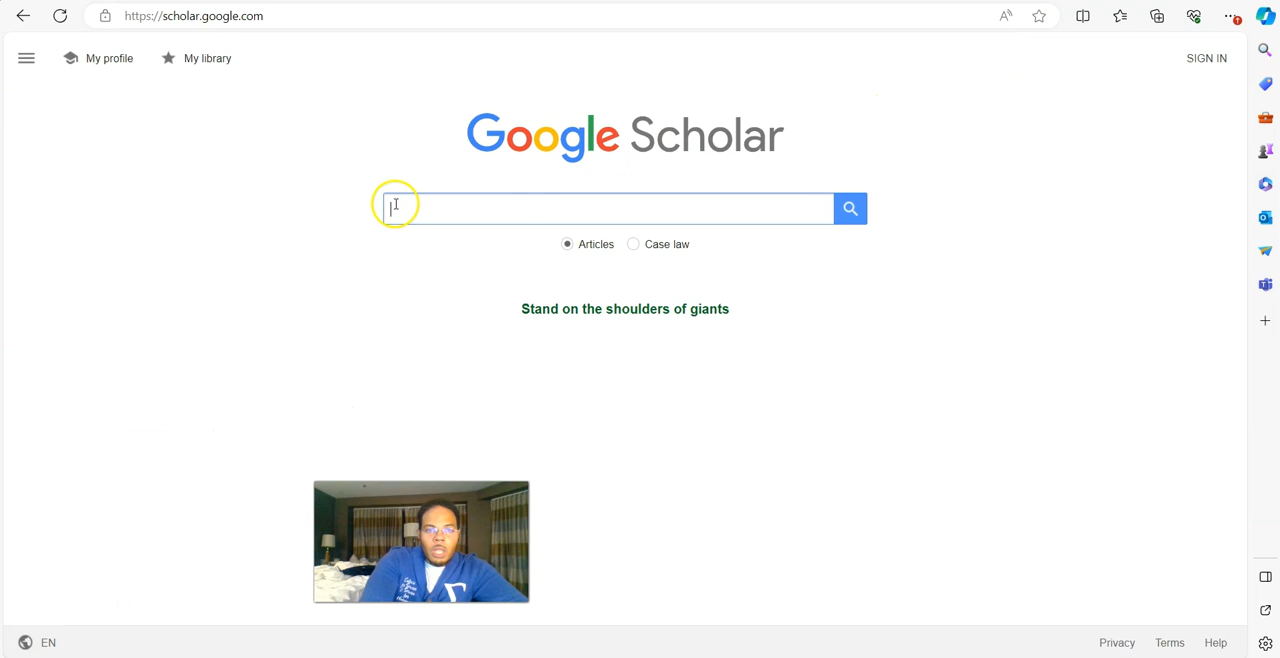 https://scholar.google.com
My profile
My library
SIGN IN
Google Scholar
Articles
Case law
Stand on the shoulders of giants
EN
Privacy
Terms
Help